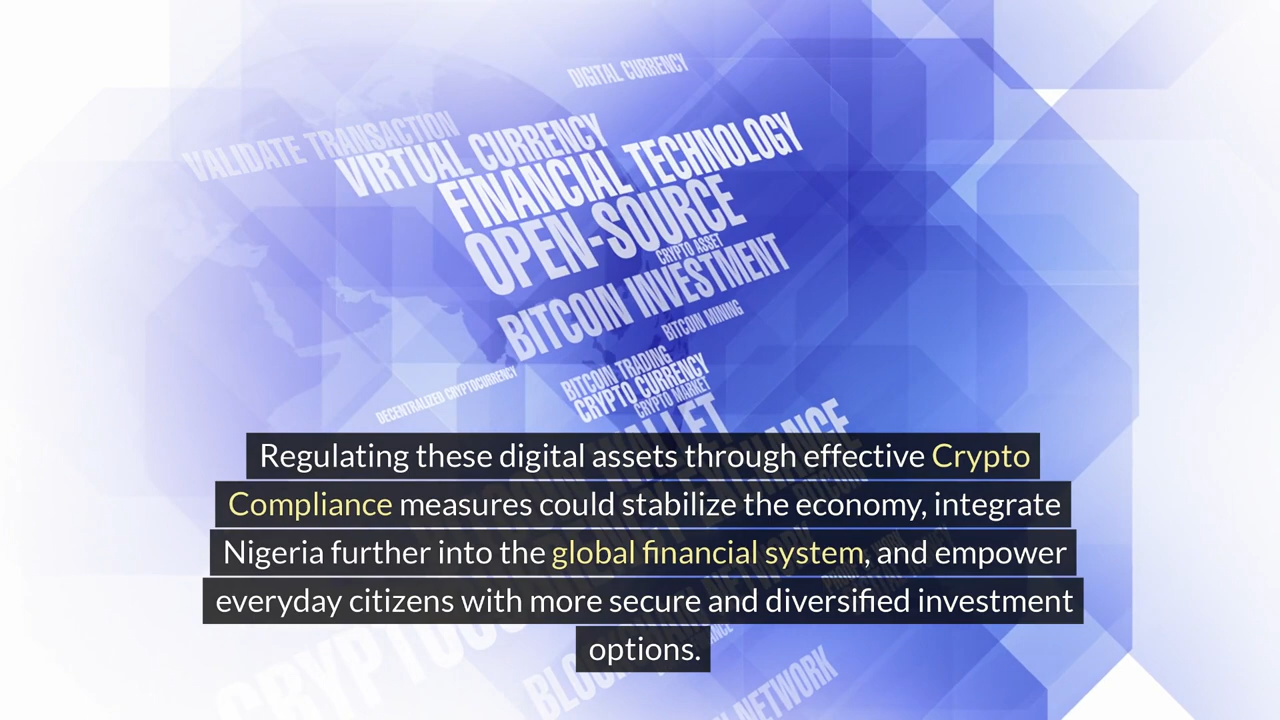 DIGITAL CURRENCY
VALIDATE TRANSACTION
VIRTUAL CURRENCY
FINANCIAL TECHNOLOGY
OPEN-SOURCE
CRYPTO ASSET
BITCOIN INVESTMENT
BITCOIN MINING
BITCOIN TRADING
CRYPTO CURRENCY
CRYPTO MARKET
DECENTRALIZED CRYPTOCURRENCY
Regulating these digital assets through effective Crypto
Compliance measures could stabilize the economy, integrate
Nigeria further into the global financial system, and empower
everyday citizens with more secure and diversified investment
options.
NETWORK